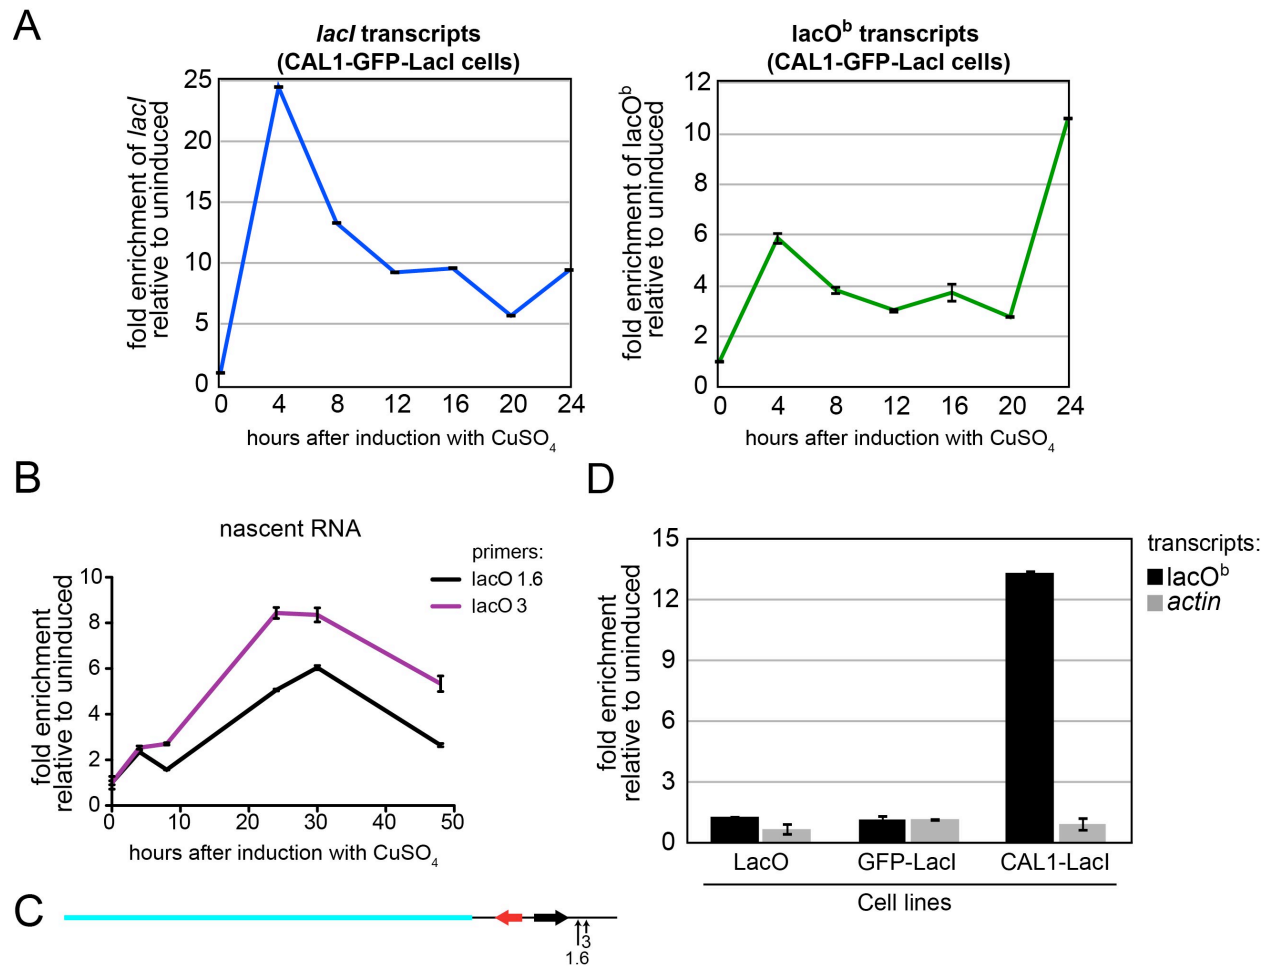 A
lacI transcripts
(CAL1-GFP-LacI cells)
fold enrichment of lacI
relative to uninduced
25
20
15
10
5
0
0 4 8 12 16 20 24
hours after induction with CuSO4
lacOb transcripts
(CAL1-GFP-LacI cells)
fold enrichment of lacOb
relative to uninduced
12
10
8
6
4
2
0
0 4 8 12 16 20 24
hours after induction with CuSO4
B
nascent RNA
primers:
lacO 1.6
lacO 3
fold enrichment
relative to uninduced
10
8
6
4
2
0
0 10 20 30 40 50
hours after induction with CuSO4
C
3
1.6
D
fold enrichment
relative to uninduced
15
12
9
6
3
0
LacO GFP-LacI CAL1-LacI
Cell lines
transcripts:
lacOb
actin